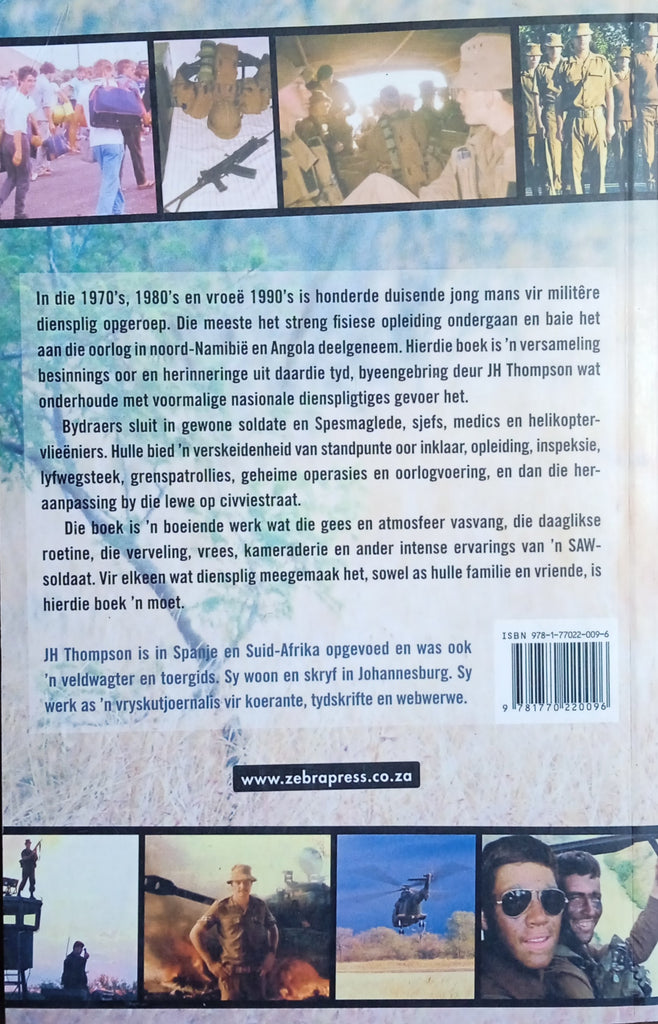 In die 1970's, 1980's en vroeë 1990's is honderde duisende jong mans vir militêre
diensplig opgeroep. Die meeste het streng fisiese opleiding ondergaan en baie het
aan die oorlog in noord-Namibië en Angola deelgeneem. Hierdie boek is 'n versameling
besinnings oor en herinneringe uit daardie tyd, byeengebring deur JH Thompson wat
onderhoude met voormalige nasionale dienspligtiges gevoer het.
Bydraers sluit in gewone soldate en Spesmaglede, sjefs, medics en helikopter-
vlieëniers. Hulle bied 'n verskeidenheid van standpunte oor inklaar, opleiding, inspeksie,
lyfwegsteek, grenspatrollies, geheime operasies en oorlogvoering, en dan die her-
aanpassing by die lewe op civviestraat.
Die boek is 'n boeiende werk wat die gees en atmosfeer vasvang, die daaglikse
roetine, die verveling, vrees, kameraderie en ander intense ervarings van 'n SAW-
soldaat. Vir elkeen wat diensplig meegemaak het, sowel as hulle familie en vriende, is
hierdie boek 'n moet.
JH Thompson is in Spanje en Suid-Afrika opgevoed en was ook
'n veldwagter en toergids. Sy woon en skryf in Johannesburg. Sy
werk as 'n vryskutjoernalis vir koerante, tydskrifte en webwerwe.
ISBN 978-1-77022-009-6
9 781770 220096
www.zebrapress.co.za